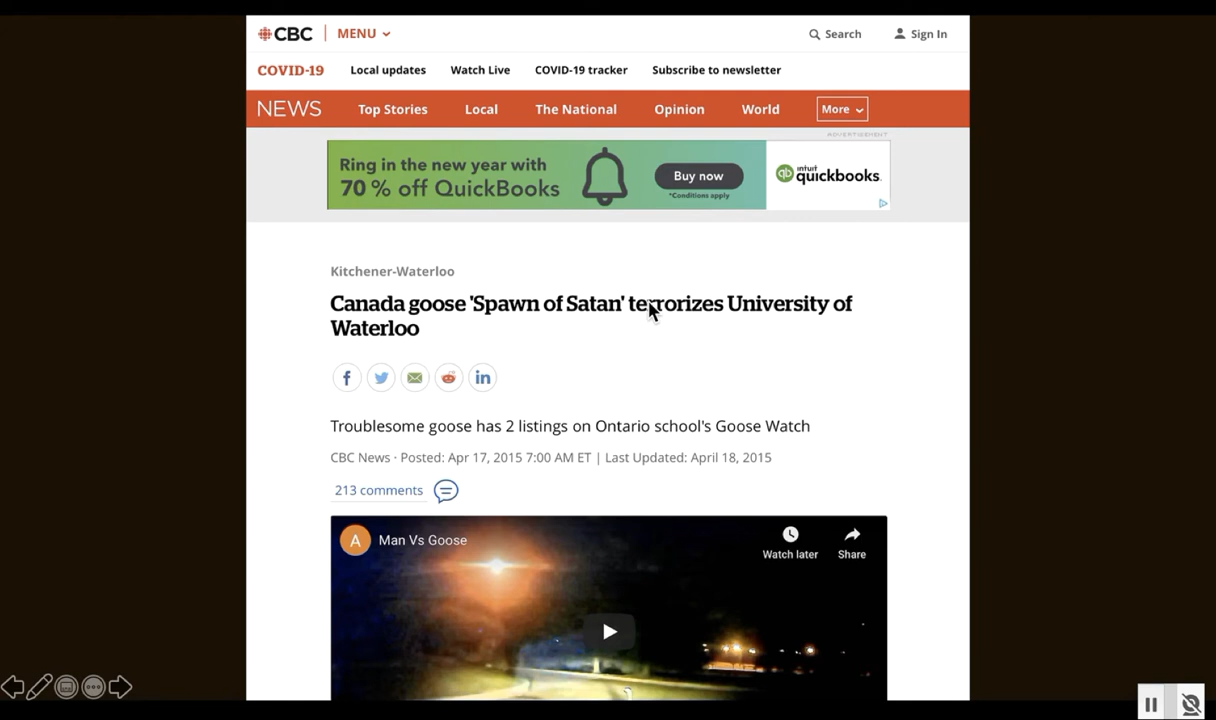 CBC MENU
Search Sign In
COVID-19 Local updates Watch Live COVID-19 tracker Subscribe to newsletter
NEWS Top Stories Local The National Opinion World More
ADVERTISEMENT
Ring in the new year with
70 % off QuickBooks
Buy now
*Conditions apply
qb intuit quickbooks.
Kitchener-Waterloo
Canada goose 'Spawn of Satan' terrorizes University of
Waterloo
Troublesome goose has 2 listings on Ontario school's Goose Watch
CBC News · Posted: Apr 17, 2015 7:00 AM ET | Last Updated: April 18, 2015
213 comments
A Man Vs Goose
Watch later Share